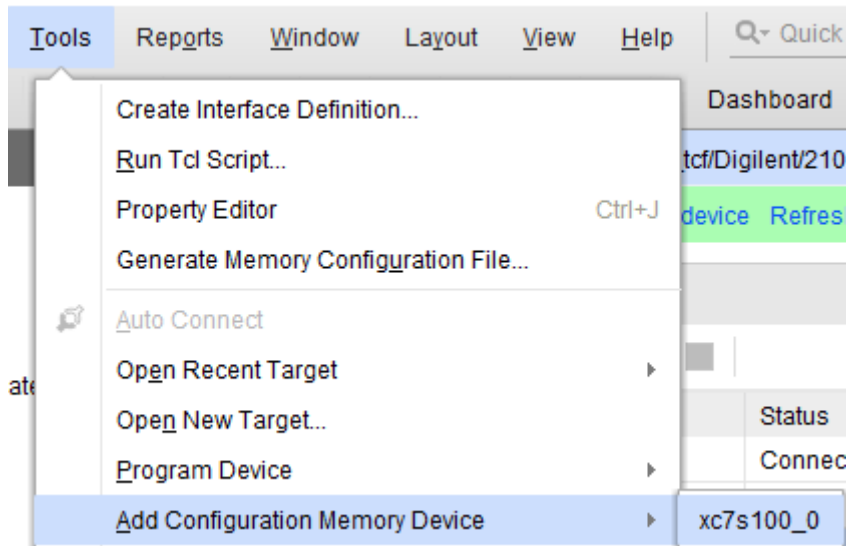 Tools Reports Window Layout View Help Quick
Dashboard
Create Interface Definition...
Run Tcl Script... tcf/Digilent/210
Property Editor Ctrl+J device Refres
Generate Memory Configuration File...
Auto Connect
Open Recent Target
ate
Open New Target... Status
Program Device Connec
Add Configuration Memory Device xc7s100_0